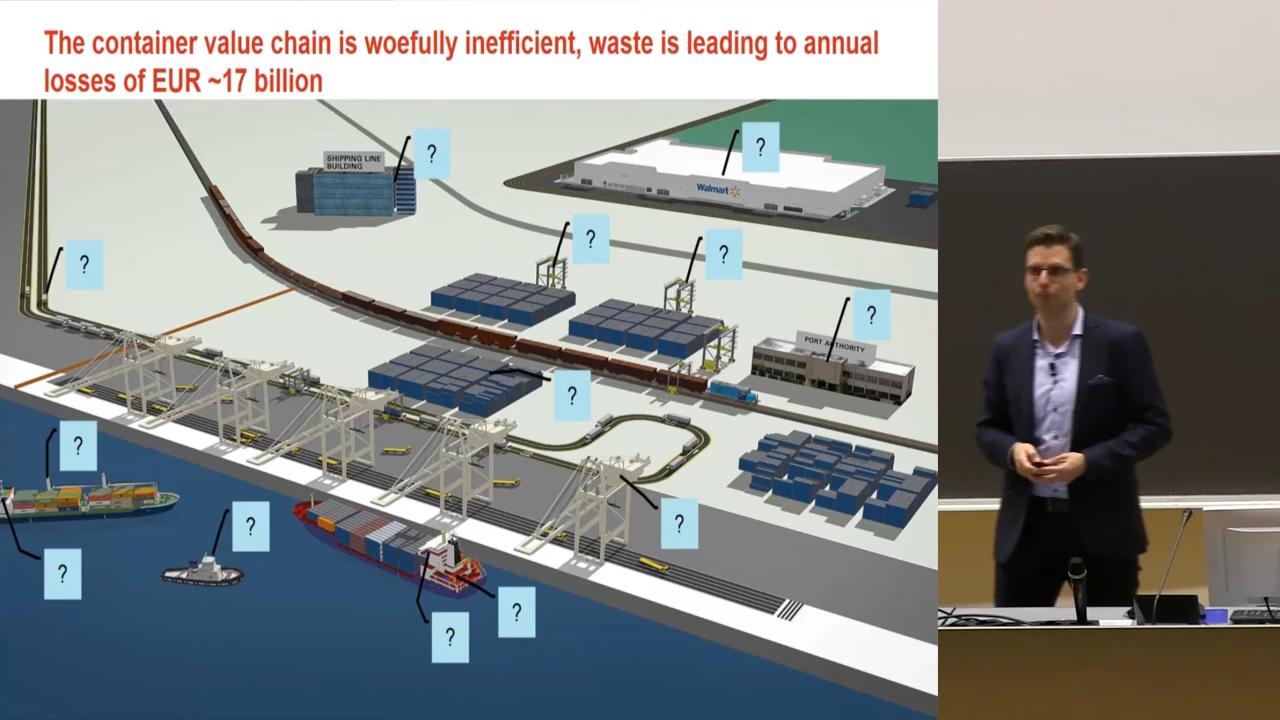 The container value chain is woefully inefficient, waste is leading to annual
losses of EUR ~17 billion
SHIPPING LINE
BUILDING
?
?
Walmart
?
?
?
?
PORT AUTHORITY
?
?
?
?
?
?
?